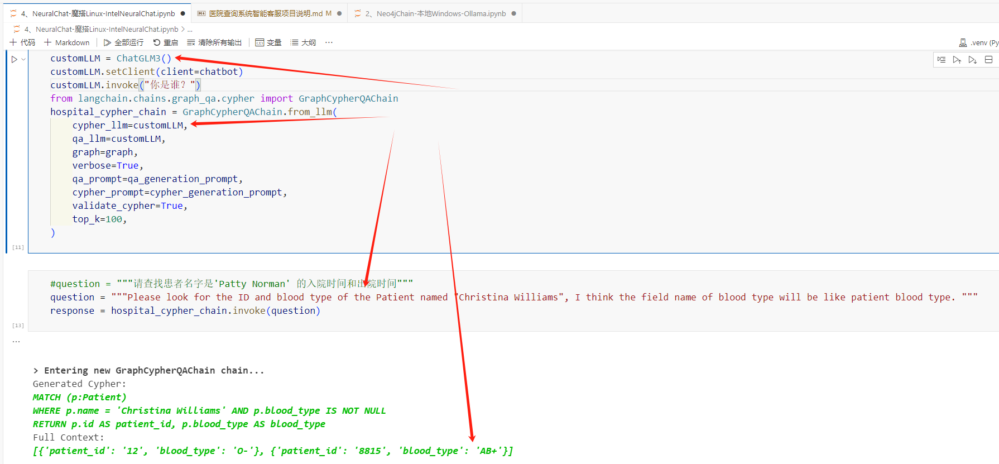 4、NeuralChat-魔搭Linux-IntelNeuralChat.ipynb ● 医院查询系统智能客服项目说明.md M ● 2、Neo4jChain-本地Windows-Ollama.ipynb ●
4、NeuralChat-魔搭Linux-IntelNeuralChat.ipynb > ...
+ 代码 + Markdown 全部运行 重启 清除所有输出 变量 大纲 ··· .venv (Py
customLLM = ChatGLM3()
customLLM.setClient(client=chatbot)
customLLM.invoke("你是谁？")
from langchain.chains.graph_qa.cypher import GraphCypherQAChain
hospital_cypher_chain = GraphCypherQAChain.from_llm(
    cypher_llm=customLLM,
    qa_llm=customLLM,
    graph=graph,
    verbose=True,
    qa_prompt=qa_generation_prompt,
    cypher_prompt=cypher_generation_prompt,
    validate_cypher=True,
    top_k=100,
)
[11]
#question = """请查找患者名字是'Patty Norman' 的入院时间和出院时间"""
question = """Please look for the ID and blood type of the Patient named "Christina Williams", I think the field name of blood type will be like patient blood type. """
response = hospital_cypher_chain.invoke(question)
[13]
...
> Entering new GraphCypherQAChain chain...
Generated Cypher:
MATCH (p:Patient)
WHERE p.name = 'Christina Williams' AND p.blood_type IS NOT NULL
RETURN p.id AS patient_id, p.blood_type AS blood_type
Full Context:
[{'patient_id': '12', 'blood_type': 'O-'}, {'patient_id': '8815', 'blood_type': 'AB+'}]